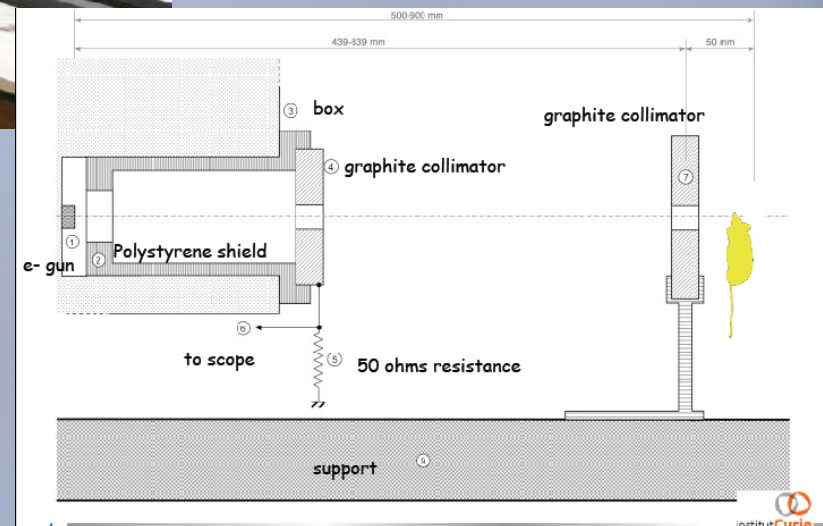 500-900 mm
439-839 mm
50 mm
3 box
graphite collimator
4 graphite collimator
7
1
e- gun
2
Polystyrene shield
6
to scope
5 50 ohms resistance
support
institutCurie